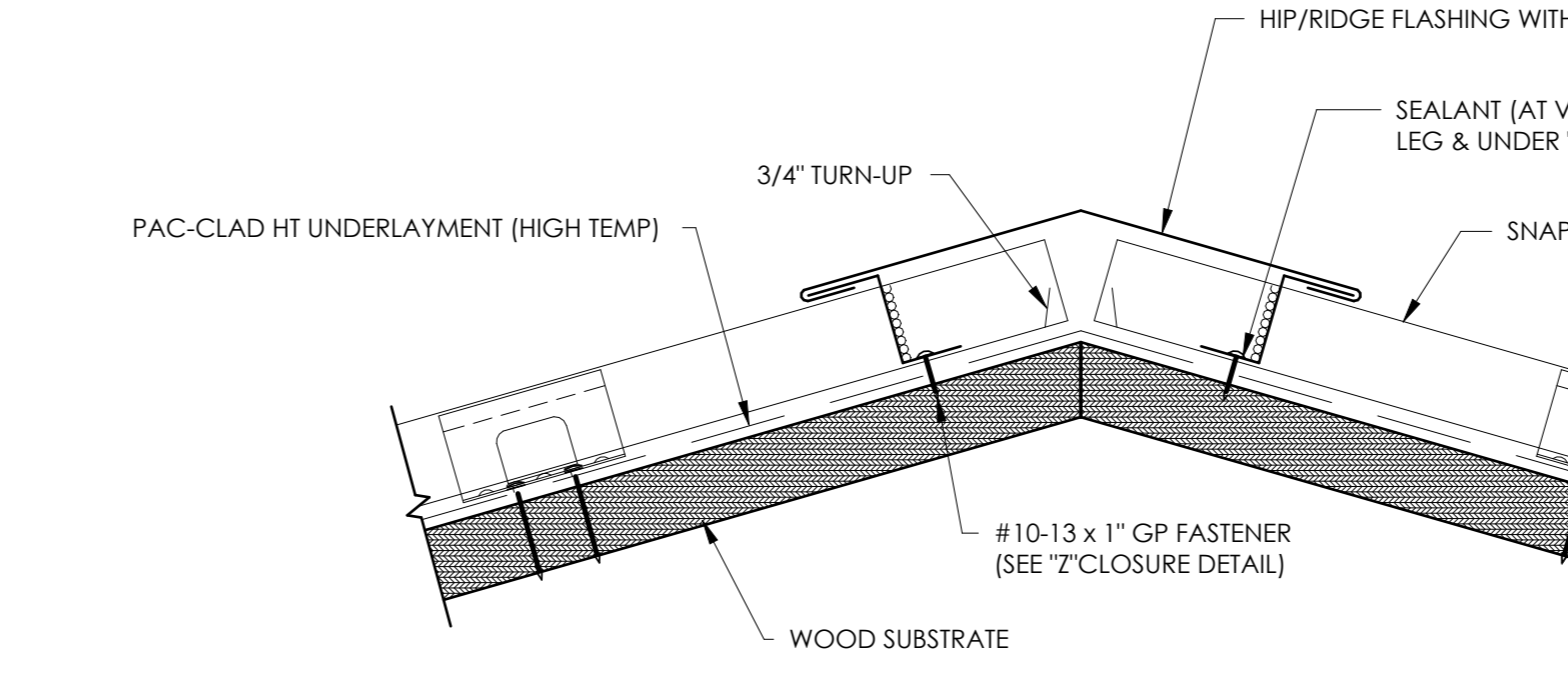 HIP/RIDGE FLASHING WITH
SEALANT (AT V
LEG & UNDER "
3/4" TURN-UP
PAC-CLAD HT UNDERLAYMENT (HIGH TEMP)
SNAP
#10-13 x 1" GP FASTENER
(SEE "Z"CLOSURE DETAIL)
WOOD SUBSTRATE